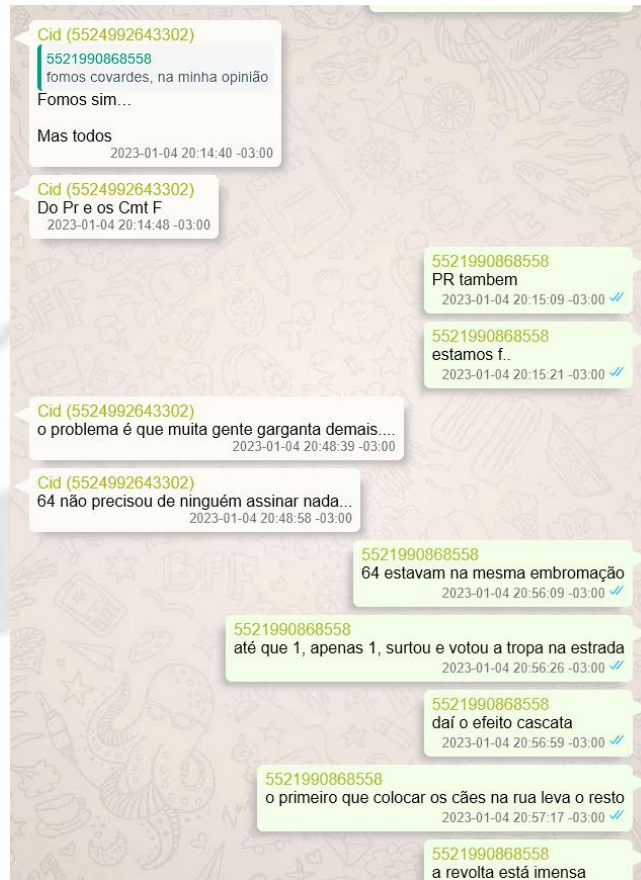 Cid (5524992643302)
5521990868558
fomos covardes, na minha opinião
Fomos sim...
Mas todos
2023-01-04 20:14:40 -03:00
Cid (5524992643302)
Do Pr e os Cmt F
2023-01-04 20:14:48 -03:00
5521990868558
PR tambem
2023-01-04 20:15:09 -03:00
5521990868558
estamos f..
2023-01-04 20:15:21 -03:00
Cid (5524992643302)
o problema é que muita gente garganta demais....
2023-01-04 20:48:39 -03:00
Cid (5524992643302)
64 não precisou de ninguém assinar nada...
2023-01-04 20:48:58 -03:00
5521990868558
64 estavam na mesma embromação
2023-01-04 20:56:09 -03:00
5521990868558
até que 1, apenas 1, surtou e votou a tropa na estrada
2023-01-04 20:56:26 -03:00
5521990868558
daí o efeito cascata
2023-01-04 20:56:59 -03:00
5521990868558
o primeiro que colocar os cães na rua leva o resto
2023-01-04 20:57:17 -03:00
5521990868558
a revolta está imensa